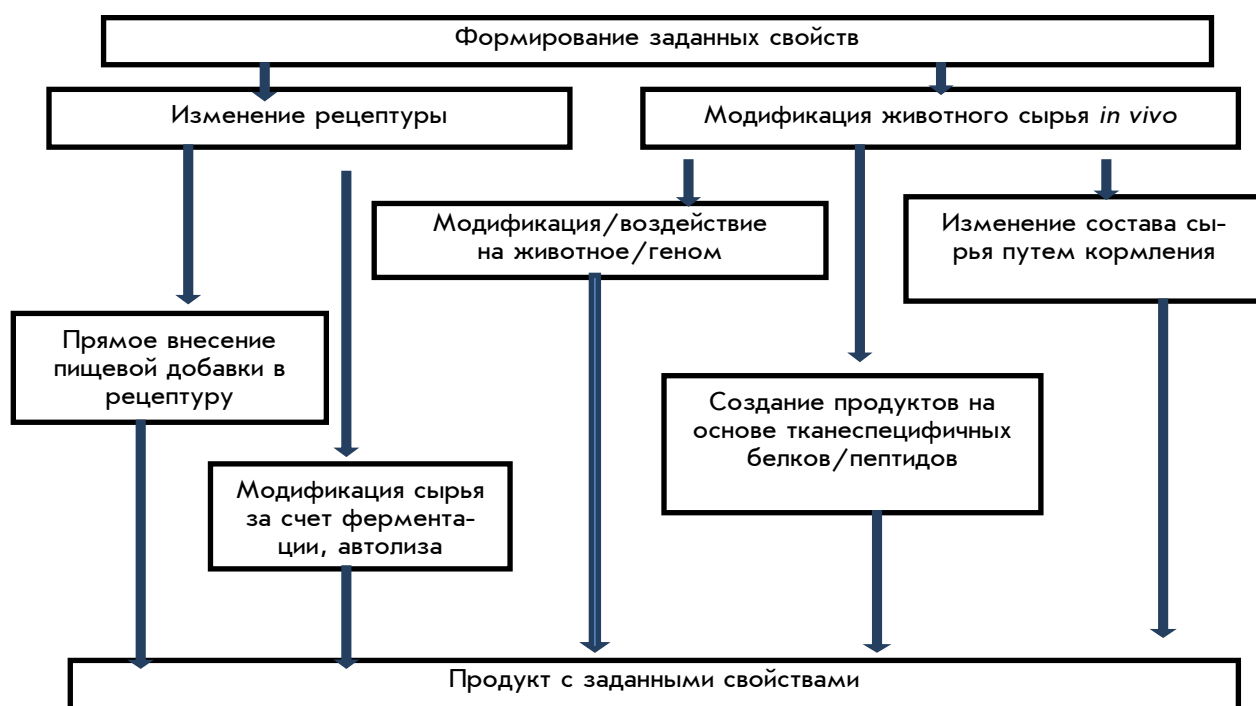 Формирование заданных свойств
Изменение рецептуры
Модификация животного сырья in vivo
Модификация/воздействие
на животное/геном
Изменение состава сы-
рья путем кормления
Прямое внесение
пищевой добавки в
рецептуру
Создание продуктов на
основе тканеспецифичных
белков/пептидов
Модификация сырья
за счет фермента-
ции, автолиза
Продукт с заданными свойствами